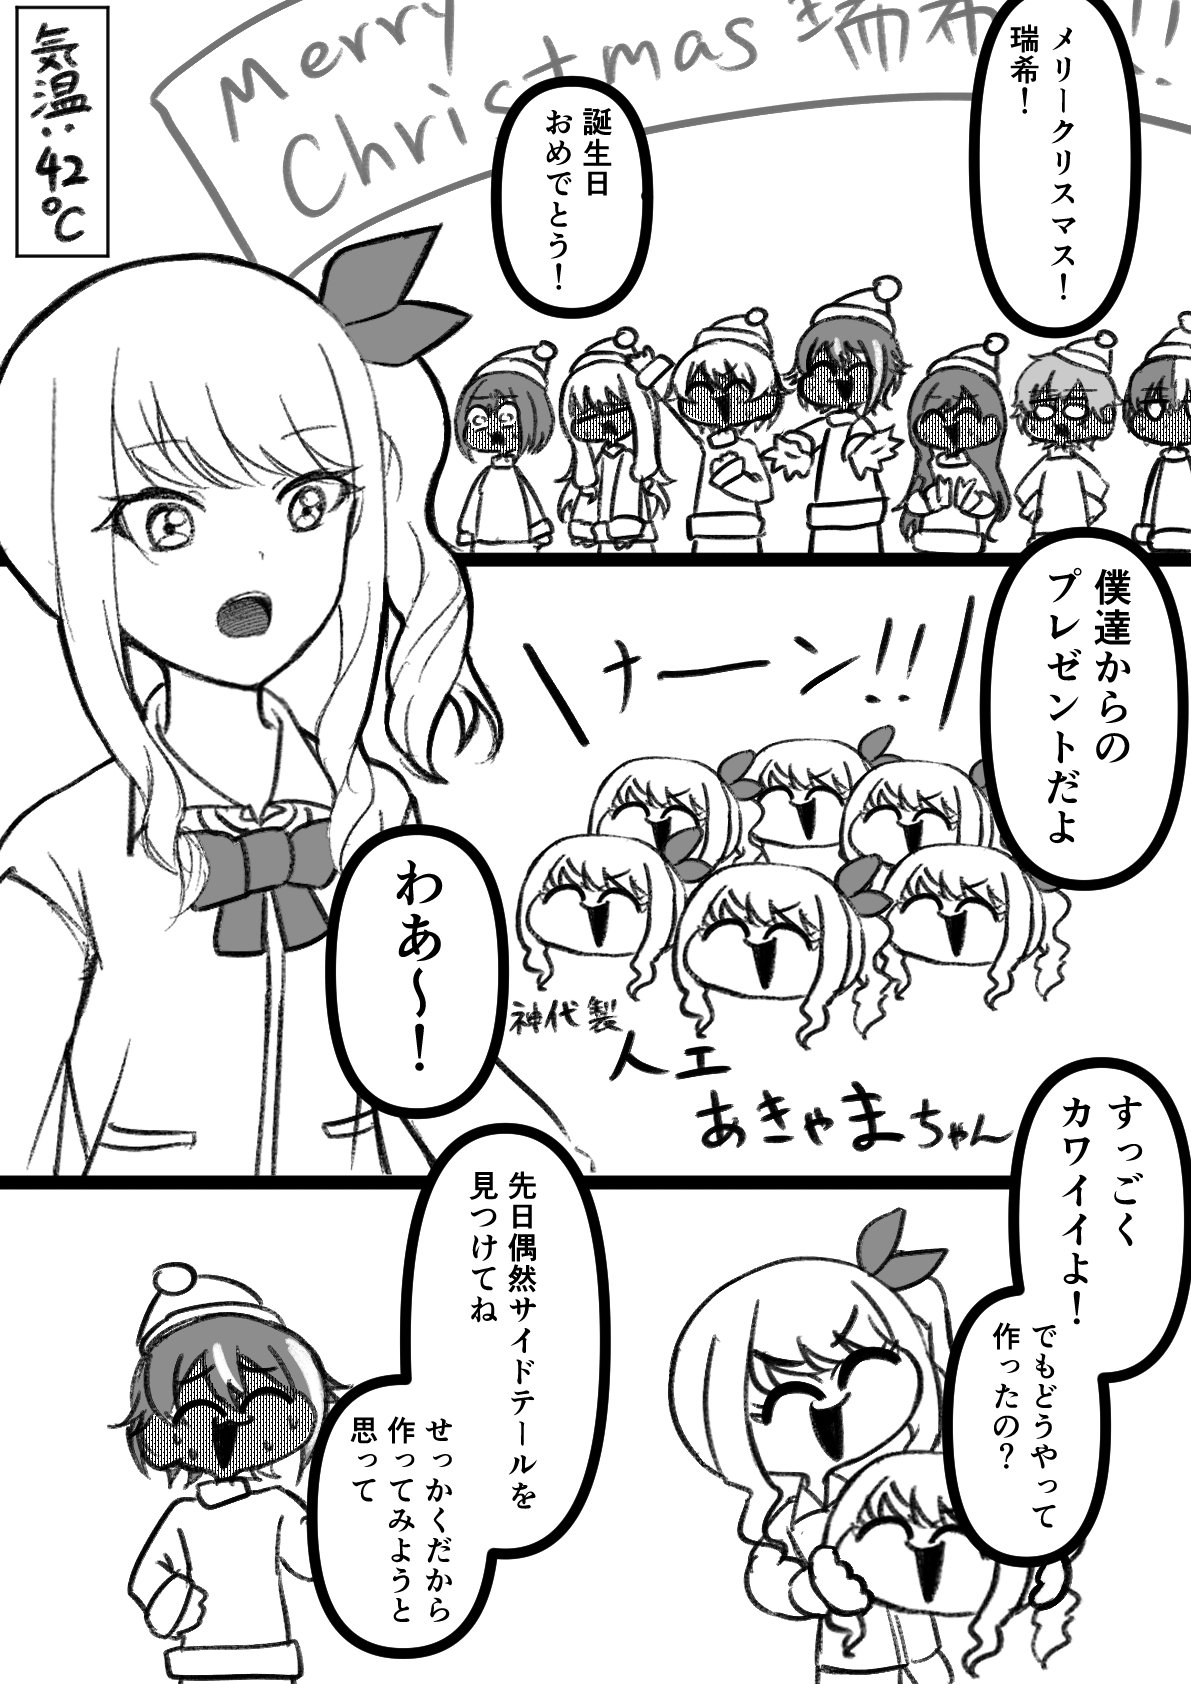 メリークリスマス！
瑞希！
Merry
Christmas 瑞希!!
誕生日
おめでとう！
気温:42℃
僕達からの
プレゼントだよ
ナーン!!
わあ〜！
神代製
人工
あきやまちゃん
すっごく
カワイイよ！
でもどうやって
作ったの？
先日偶然サイドテールを
見つけてね
せっかくだから
作ってみようと
思って